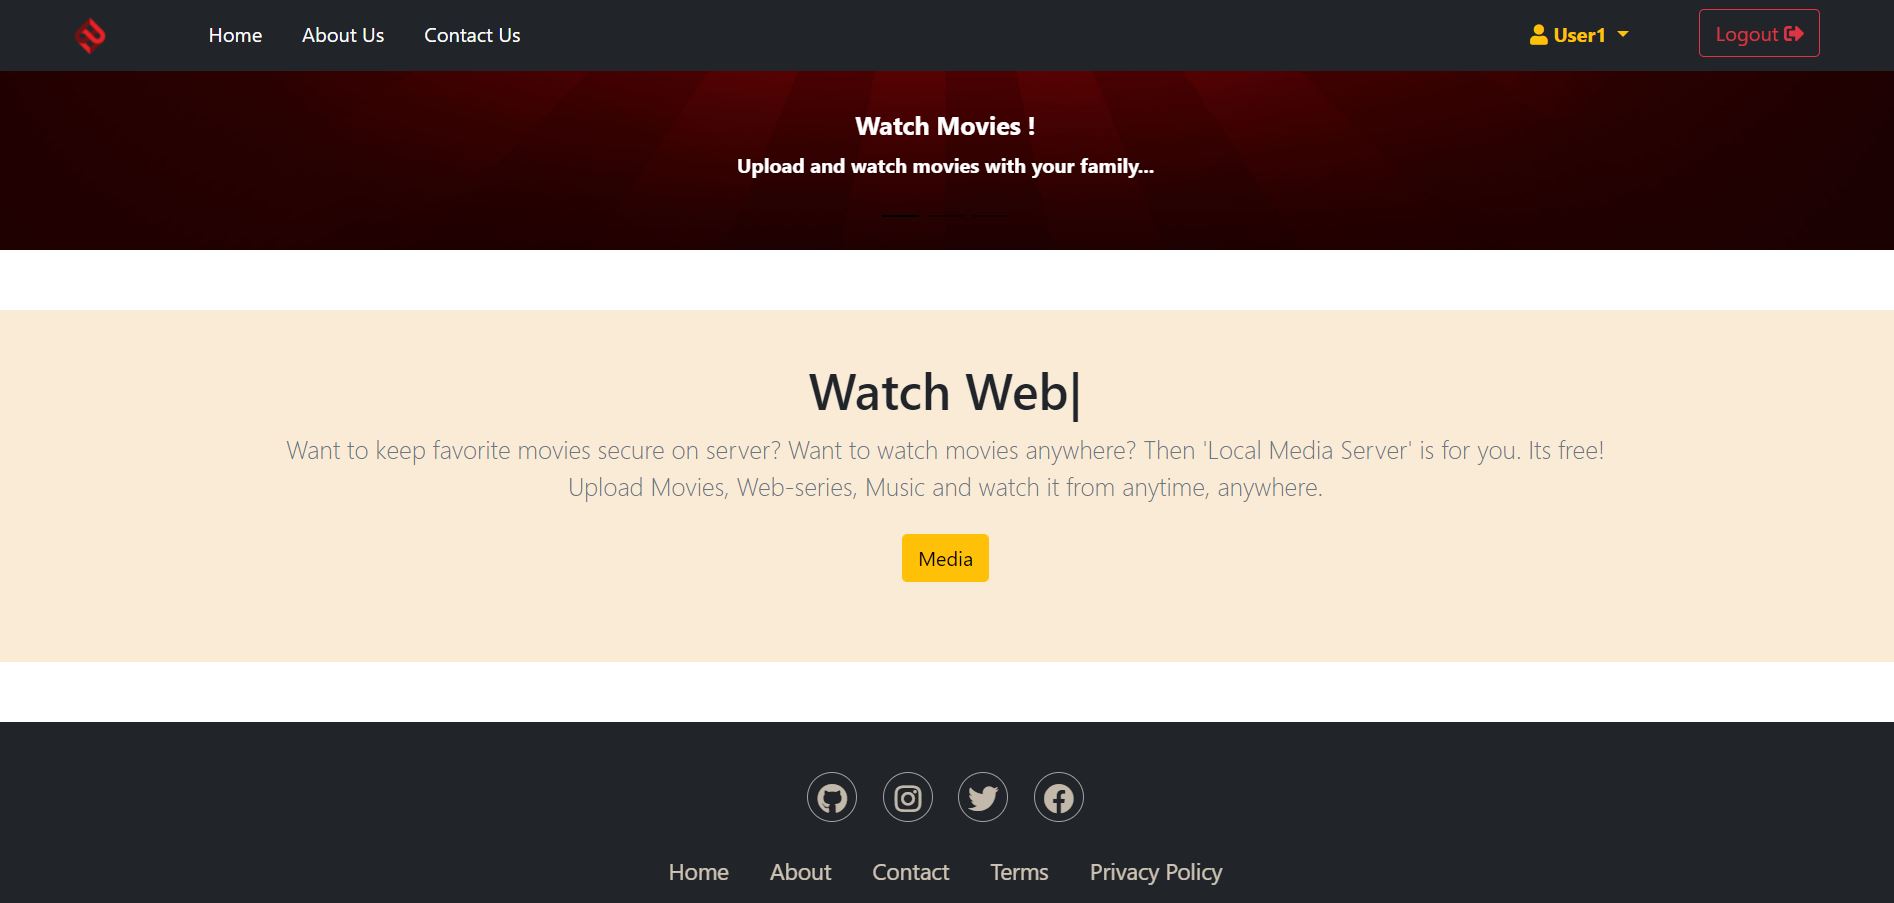 Home About Us Contact Us User1 Logout
Watch Movies !
Upload and watch movies with your family...
Watch Web|
Want to keep favorite movies secure on server? Want to watch movies anywhere? Then 'Local Media Server' is for you. Its free!
Upload Movies, Web-series, Music and watch it from anytime, anywhere.
Media
Home About Contact Terms Privacy Policy